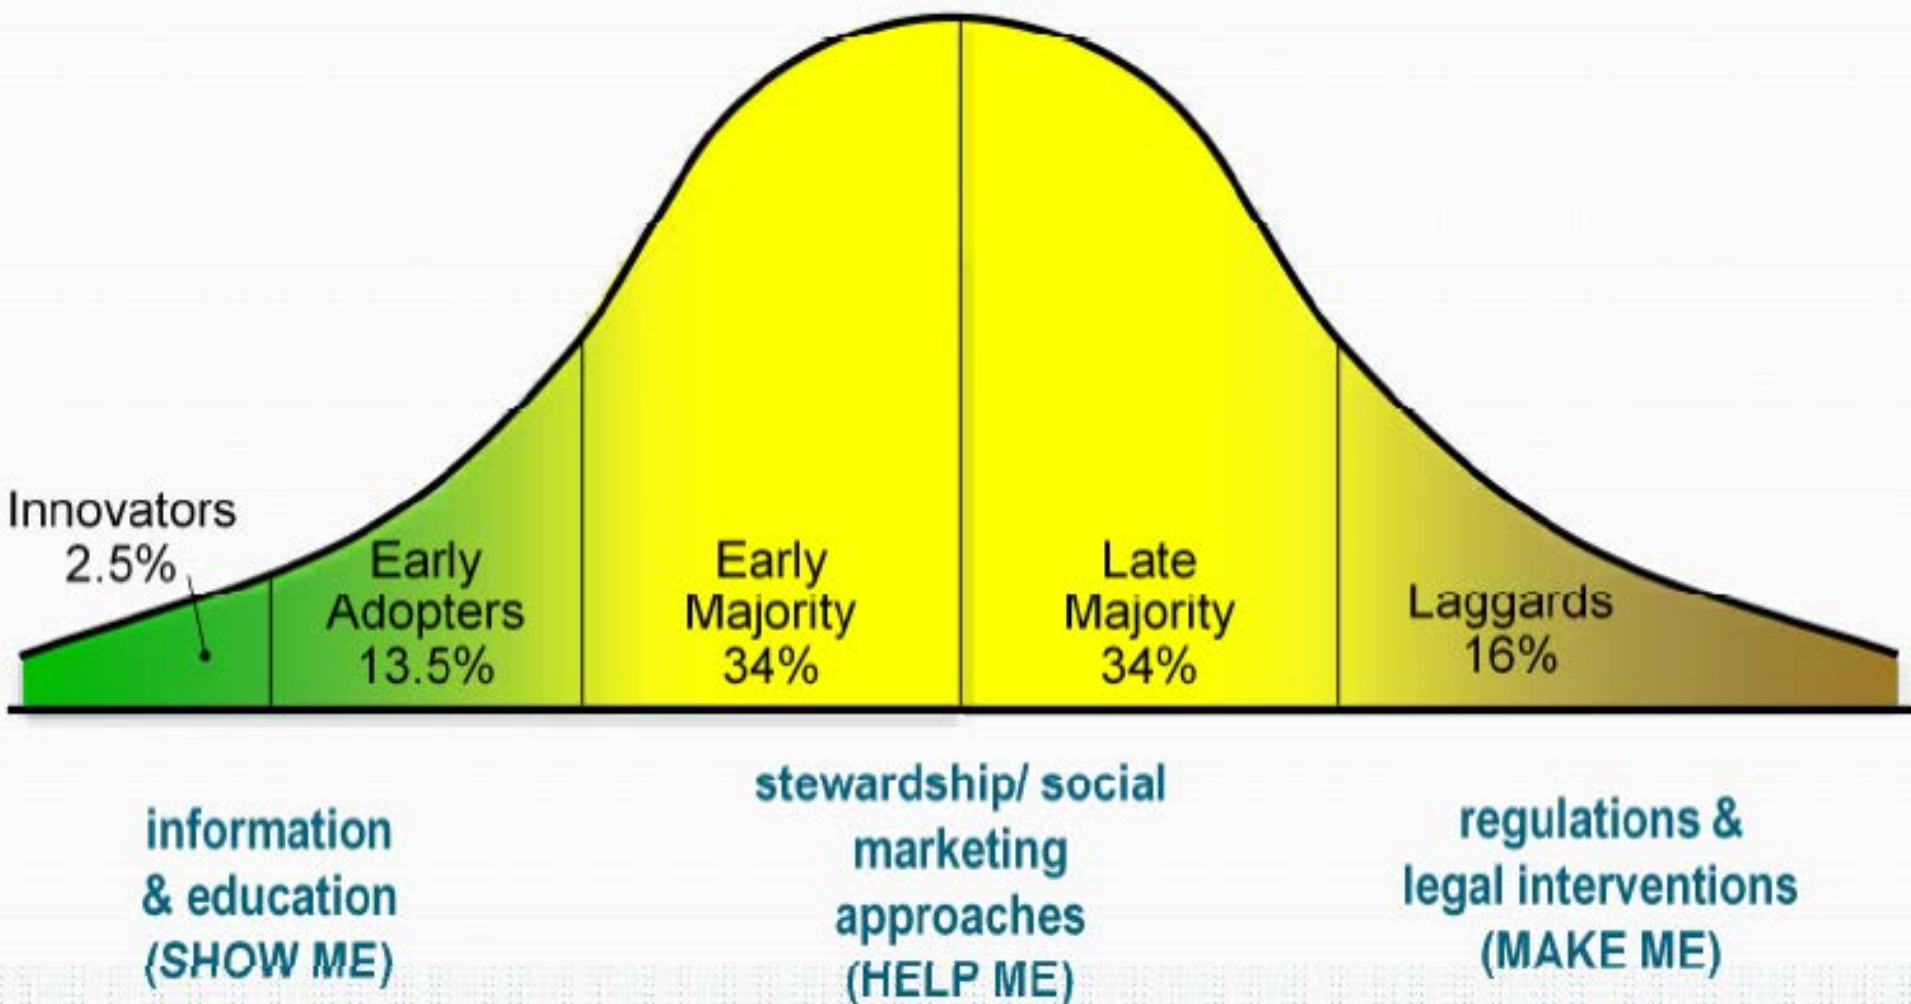 Innovators
2.5%
Early
Adopters
13.5%
Early
Majority
34%
Late
Majority
34%
Laggards
16%
information
& education
(SHOW ME)
stewardship/ social
marketing
approaches
(HELP ME)
regulations &
legal interventions
(MAKE ME)